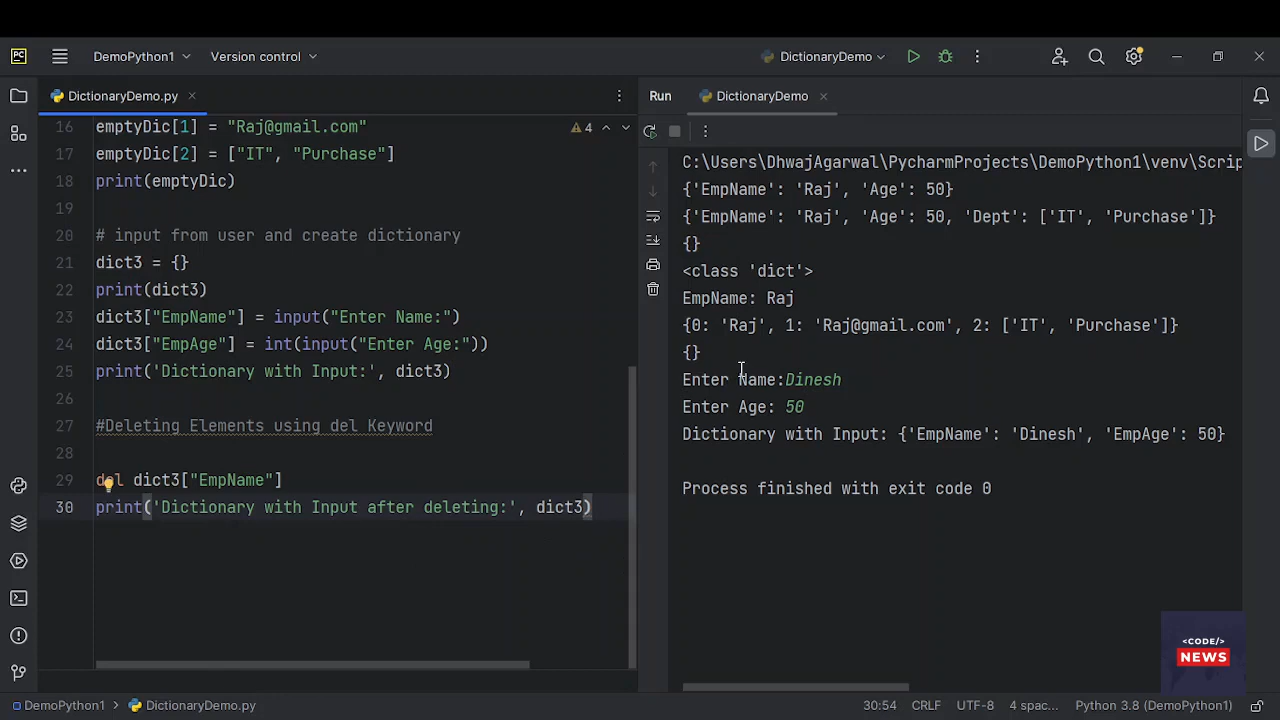 PC DemoPython1 Version control DictionaryDemo
DictionaryDemo.py
16 emptyDic[1] = "Raj@gmail.com"
17 emptyDic[2] = ["IT", "Purchase"]
18 print(emptyDic)
19
20 # input from user and create dictionary
21 dict3 = {}
22 print(dict3)
23 dict3["EmpName"] = input("Enter Name:")
24 dict3["EmpAge"] = int(input("Enter Age:"))
25 print('Dictionary with Input:', dict3)
26
27 #Deleting Elements using del Keyword
28
29 del dict3["EmpName"]
30 print('Dictionary with Input after deleting:', dict3)
4
Run DictionaryDemo
C:\Users\DhwajAgarwal\PycharmProjects\DemoPython1\venv\Scrip
{'EmpName': 'Raj', 'Age': 50}
{'EmpName': 'Raj', 'Age': 50, 'Dept': ['IT', 'Purchase']}
{}
<class 'dict'>
EmpName: Raj
{0: 'Raj', 1: 'Raj@gmail.com', 2: ['IT', 'Purchase']}
{}
Enter Name:Dinesh
Enter Age: 50
Dictionary with Input: {'EmpName': 'Dinesh', 'EmpAge': 50}
Process finished with exit code 0
<CODE/>
NEWS
DemoPython1 > DictionaryDemo.py 30:54 CRLF UTF-8 4 spac... Python 3.8 (DemoPython1)